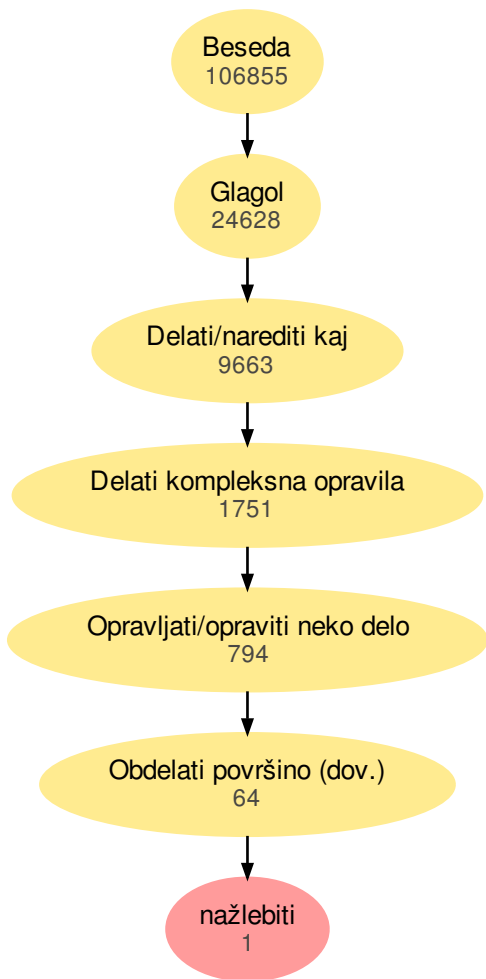 Beseda
106855
Glagol
24628
Delati/narediti kaj
9663
Delati kompleksna opravila
1751
Opravljati/opraviti neko delo
794
Obdelati površino (dov.)
64
nažlebiti
1